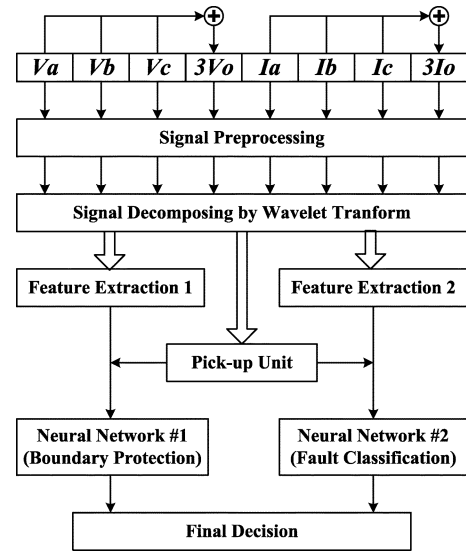 Va Vb Vc 3Vo Ia Ib Ic 3Io
Signal Preprocessing
Signal Decomposing by Wavelet Tranform
Feature Extraction 1
Feature Extraction 2
Pick-up Unit
Neural Network #1
(Boundary Protection)
Neural Network #2
(Fault Classification)
Final Decision